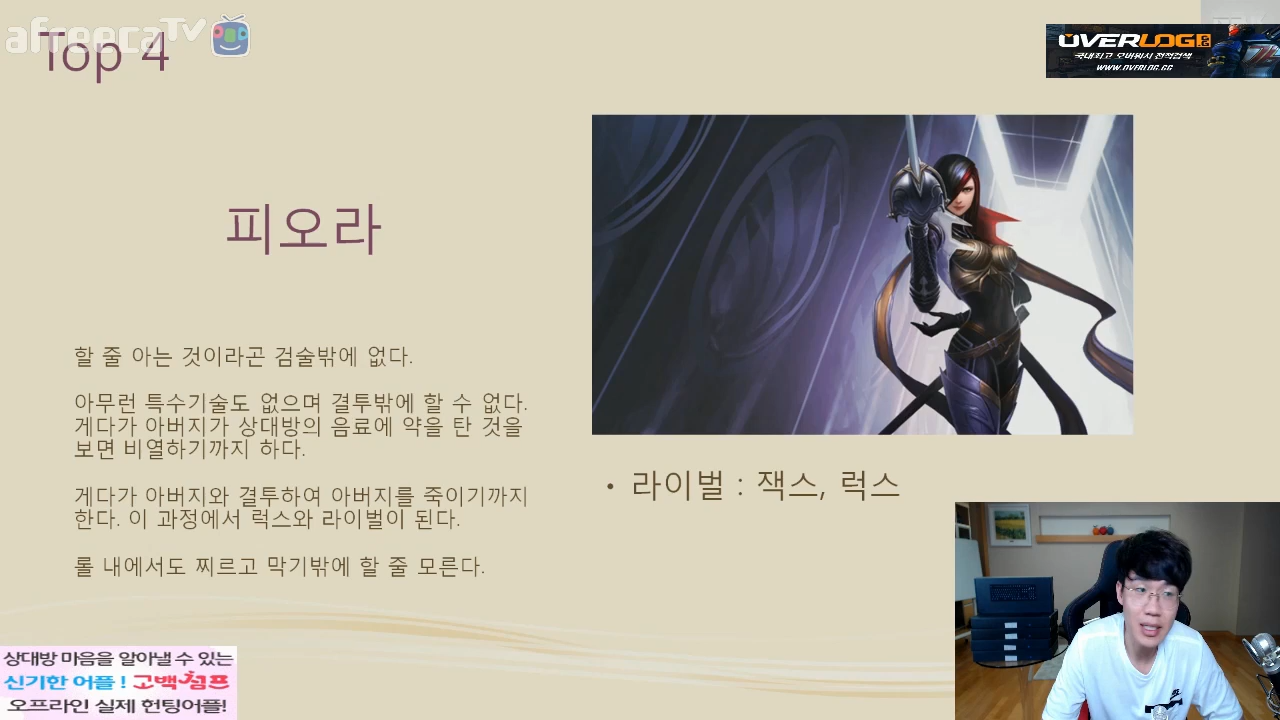 afreecaTV
Top 4
OVERLOG.GG
국내최고 오버워치 전적검색
WWW.OVERLOG.GG
피오라
할 줄 아는 것이라곤 검술밖에 없다.
아무런 특수기술도 없으며 결투밖에 할 수 없다.
게다가 아버지가 상대방의 음료에 약을 탄 것을
보면 비열하기까지 하다.
게다가 아버지와 결투하여 아버지를 죽이기까지
한다. 이 과정에서 럭스와 라이벌이 된다.
롤 내에서도 찌르고 막기밖에 할 줄 모른다.
• 라이벌 : 잭스, 럭스
상대방 마음을 알아낼 수 있는
신기한 어플! 고백점프
오프라인 실제 헌팅어플!